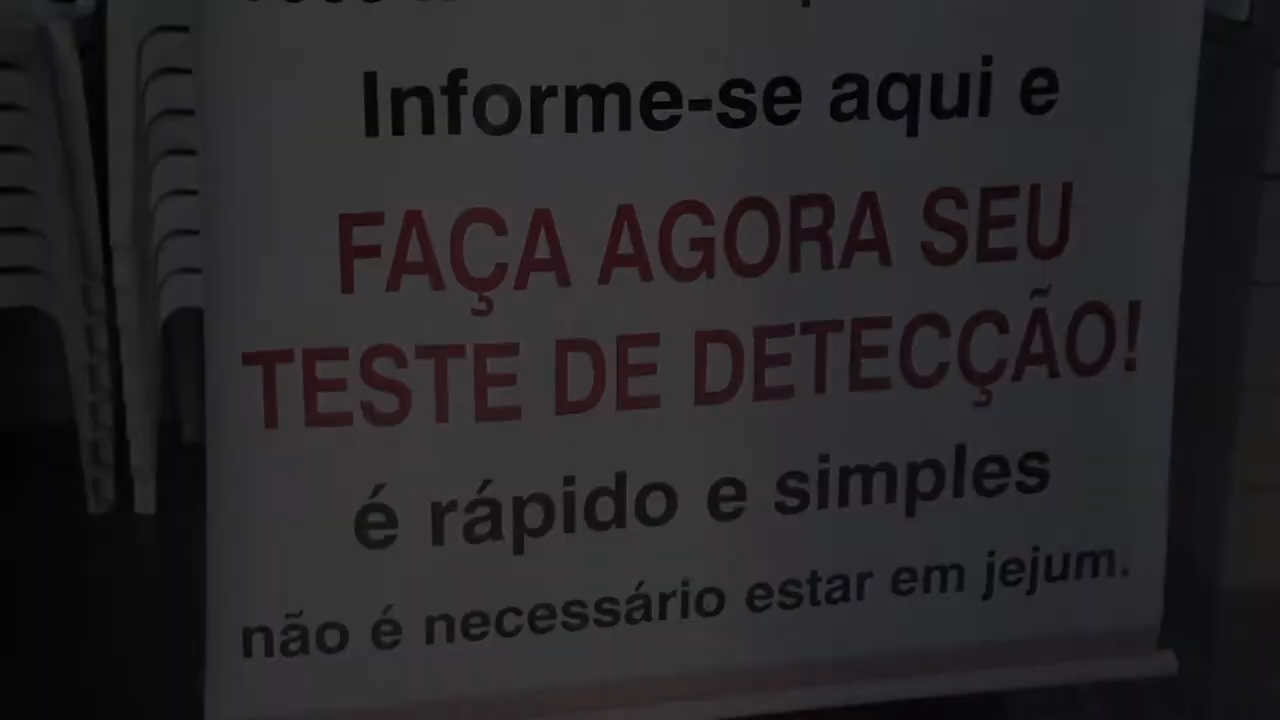 Informe-se aqui e
FAÇA AGORA SEU
TESTE DE DETECÇÃO!
é rápido e simples
não é necessário estar em jejum.